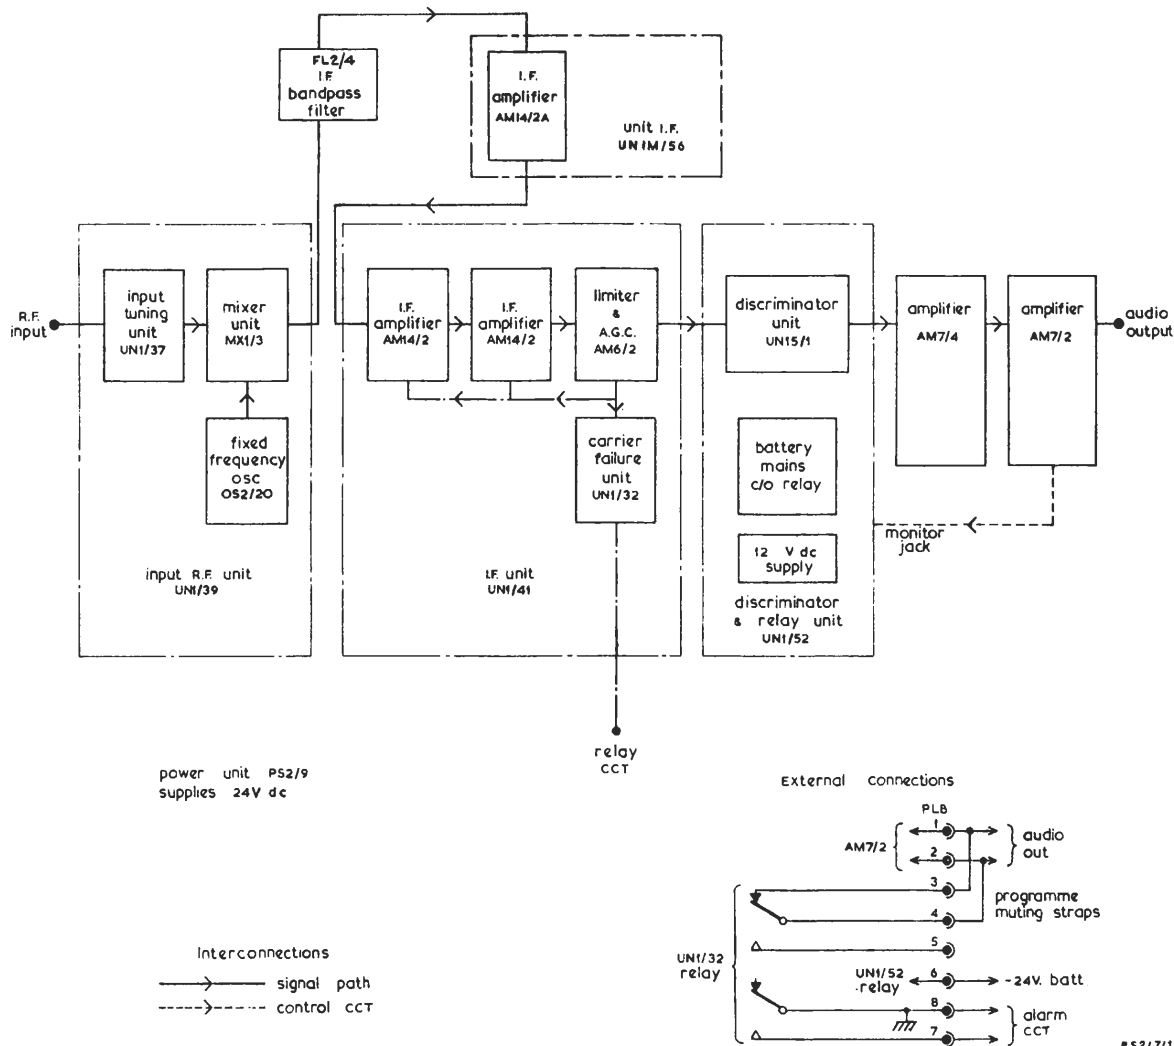 FL2/4
I.F.
bandpass
filter
I.F.
amplifier
AM14/2A
unit I.F.
UN1M/56
R.F.
input
input
tuning
unit
UN1/37
mixer
unit
MX1/3
fixed
frequency
osc
OS2/20
input R.F. unit
UN1/39
I.F.
amplifier
AM14/2
I.F.
amplifier
AM14/2
limiter
&
A.G.C.
AM6/2
carrier
failure
unit
UN1/32
I.F. unit
UN1/41
relay
CCT
discriminator
unit
UN15/1
battery
mains
c/o relay
12 V dc
supply
discriminator
& relay unit
UN1/52
amplifier
AM7/4
amplifier
AM7/2
audio
output
monitor
jack
power unit PS2/9
supplies 24V dc
Interconnections
signal path
control CCT
External connections
PLB
AM7/2
1
2
audio
out
3
4
programme
muting straps
5
UN1/32
relay
UN1/52
relay
6
-24V. batt
8
7
alarm
CCT